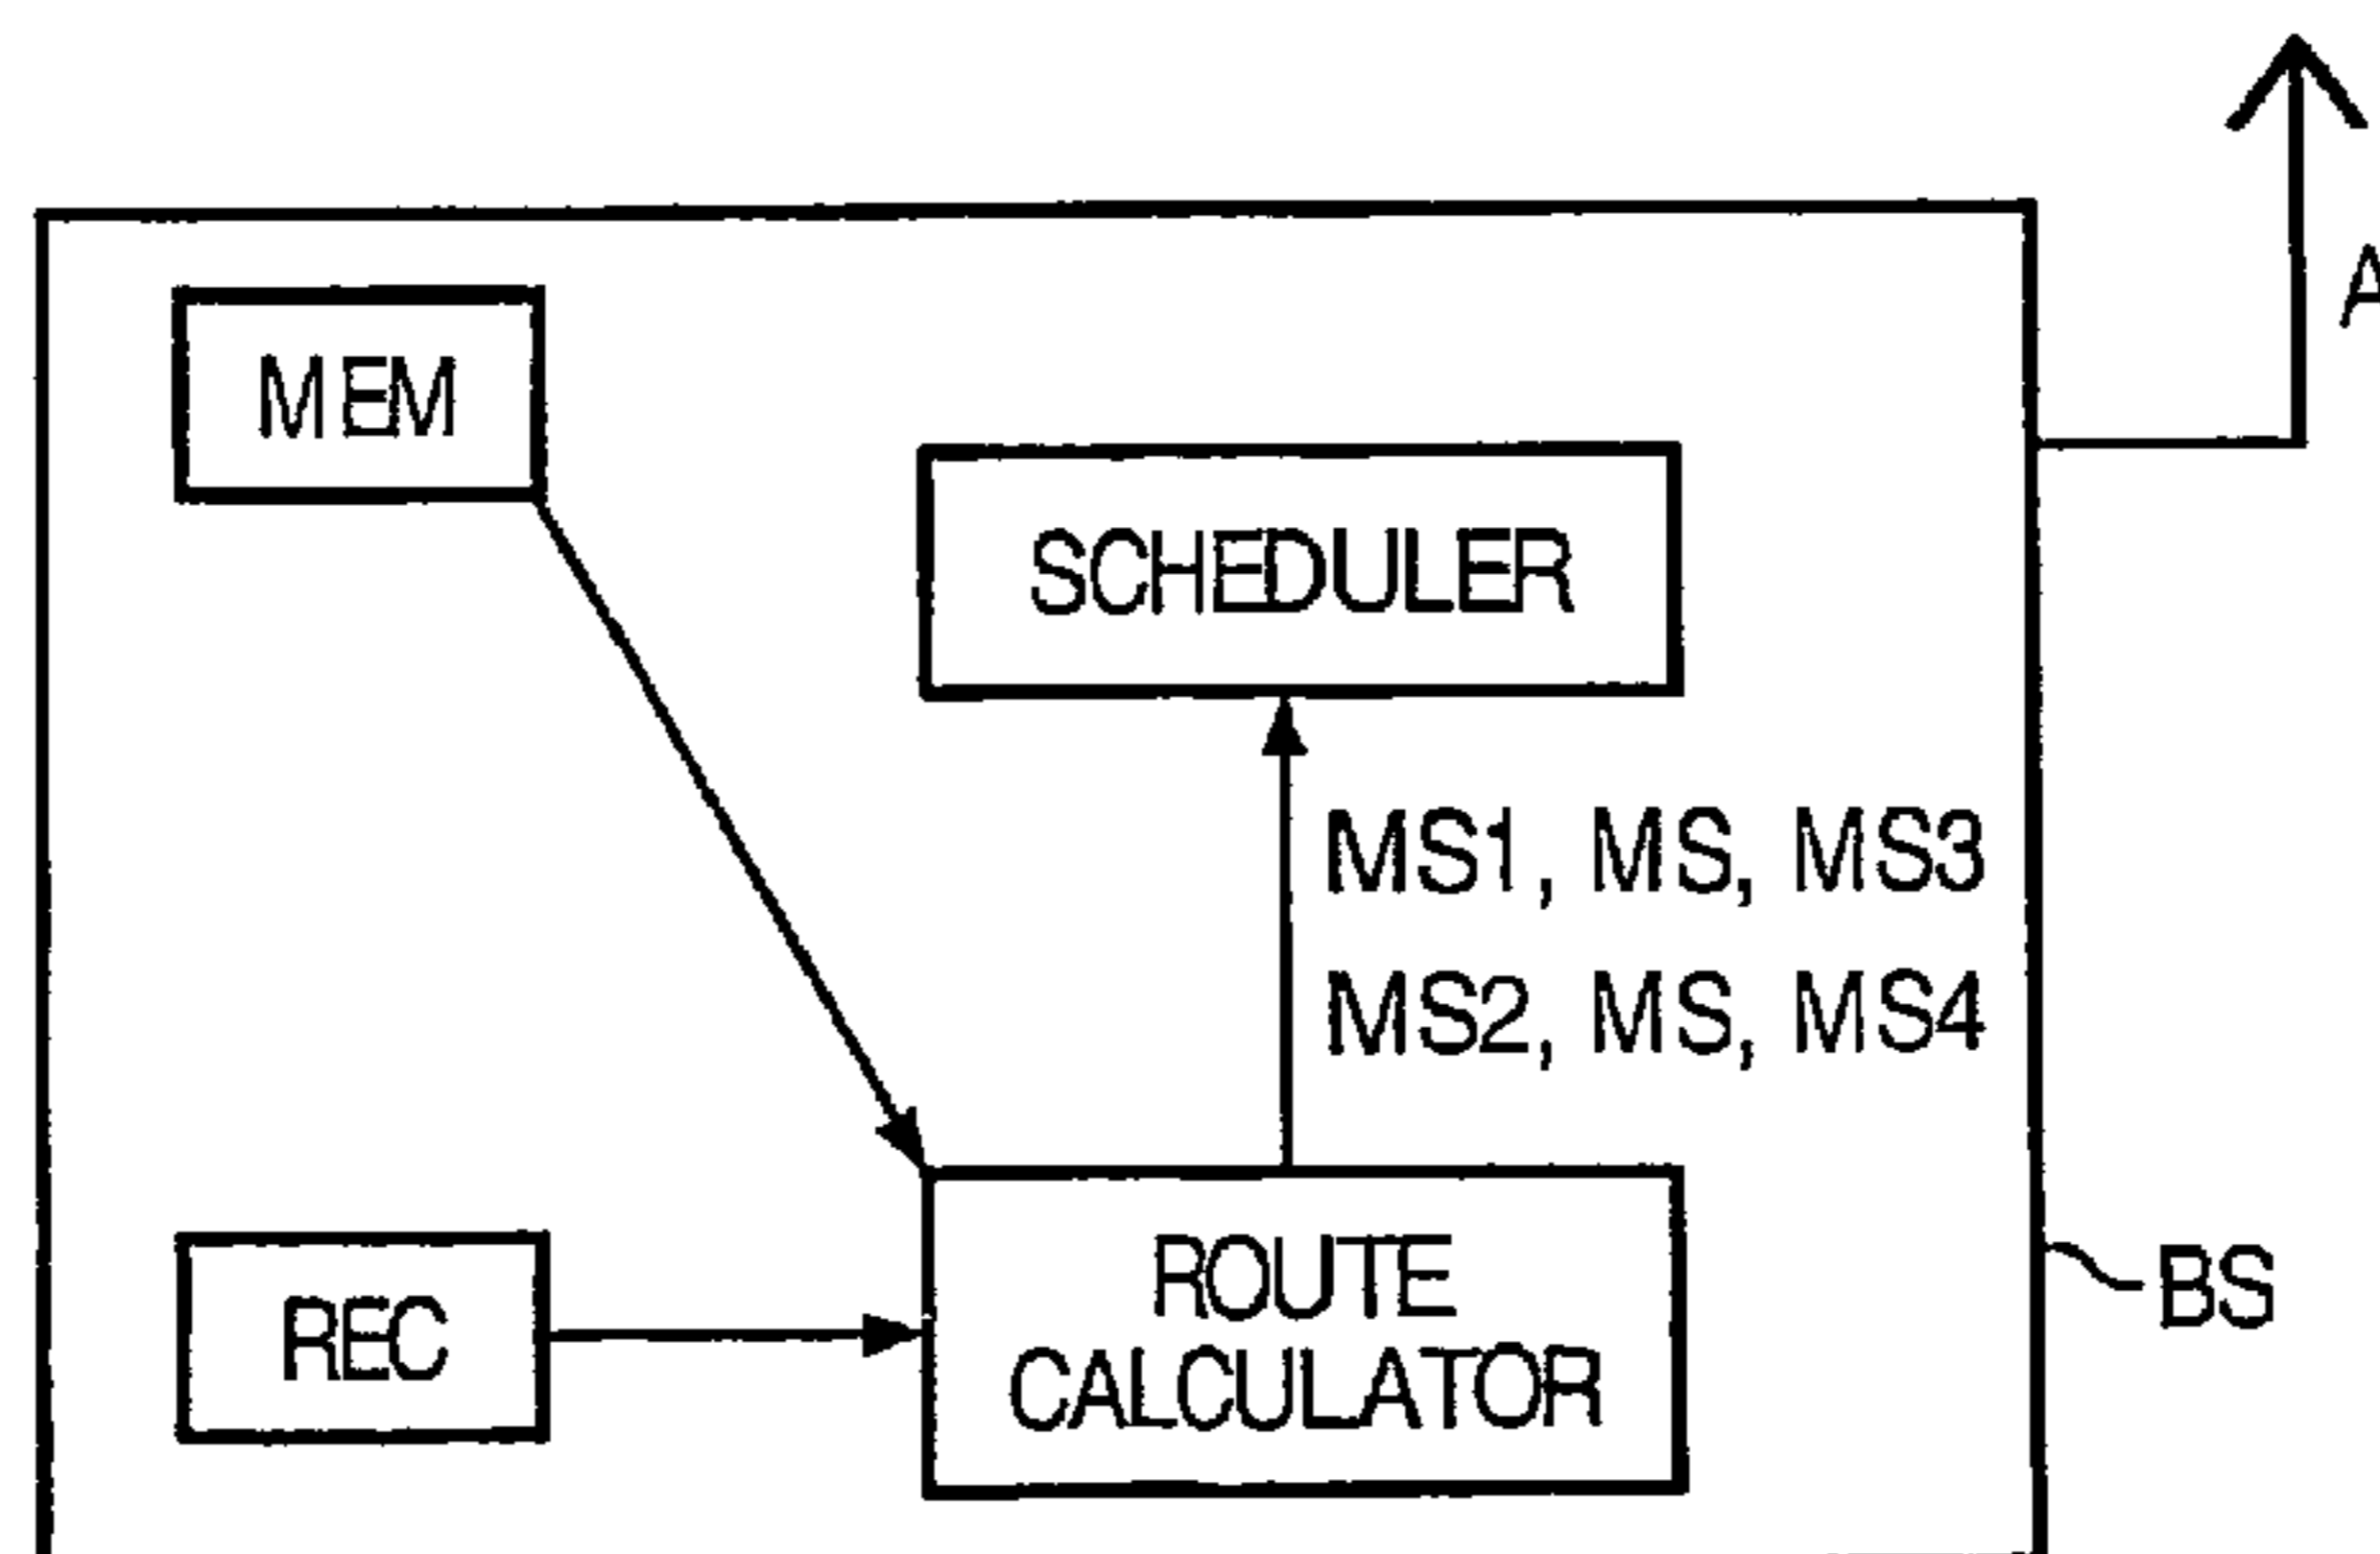 A
MEM
SCHEDULER
MS1, MS, MS3
MS2, MS, MS4
ROUTE
CALCULATOR
REC
BS